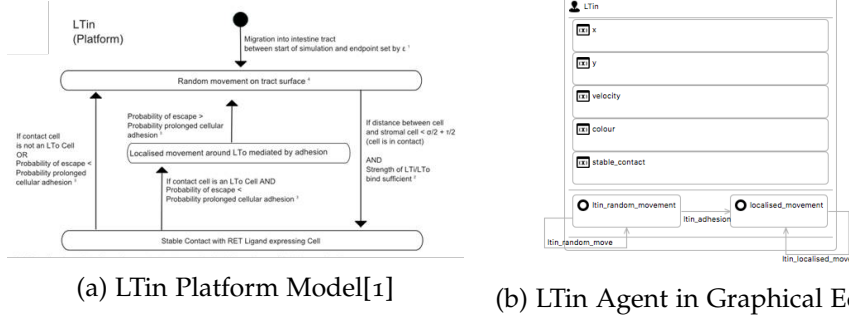 LTin
(Platform)
Migration into intestine tract
between start of simulation and endpoint set by ε
Random movement on tract surface
Probability of escape >
Probability prolonged cellular
adhesion
If distance between cell
and stromal cell < σ/2 + r/2
(cell is in contact)
AND
Strength of LTi/LTo
bind sufficient
If contact cell
is not an LTo Cell
OR
Probability of escape <
Probability prolonged
cellular adhesion
Localised movement around LTo mediated by adhesion
If contact cell is an LTo Cell AND
Probability of escape <
Probability prolonged cellular adhesion
Stable Contact with RET Ligand expressing Cell
(a) LTin Platform Model[1]
LTin
(x) x
(x) y
(x) velocity
(x) colour
(x) stable_contact
ltin_random_movement
localised_movement
ltin_adhesion
ltin_random_move
ltin_localised_mov
(b) LTin Agent in Graphical Ed